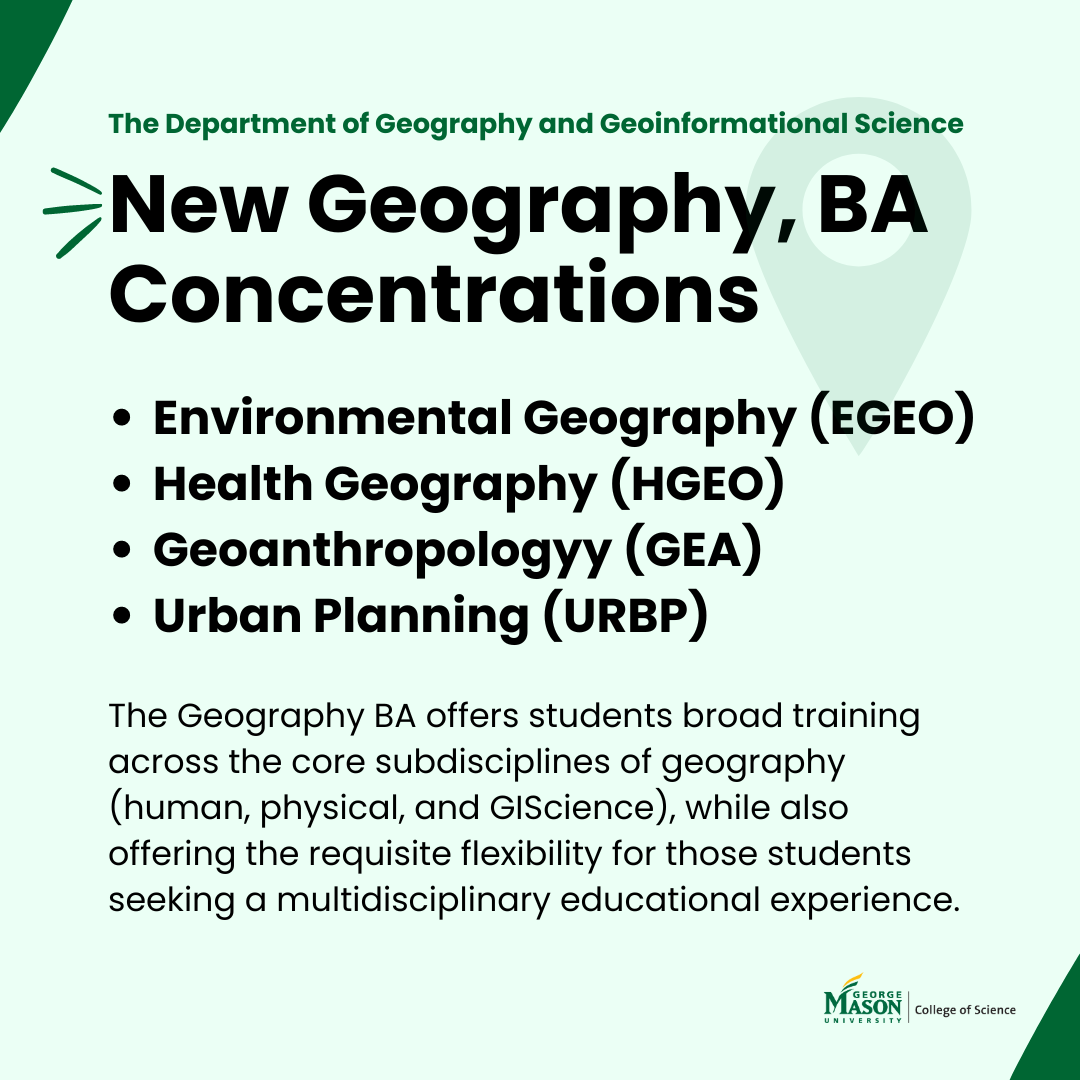 The Department of Geography and Geoinformational Science
New Geography, BA
Concentrations
• Environmental Geography (EGEO)
• Health Geography (HGEO)
• Geoanthropologyy (GEA)
• Urban Planning (URBP)
The Geography BA offers students broad training
across the core subdisciplines of geography
(human, physical, and GIScience), while also
offering the requisite flexibility for those students
seeking a multidisciplinary educational experience.
GEORGE
MASON
UNIVERSITY
College of Science